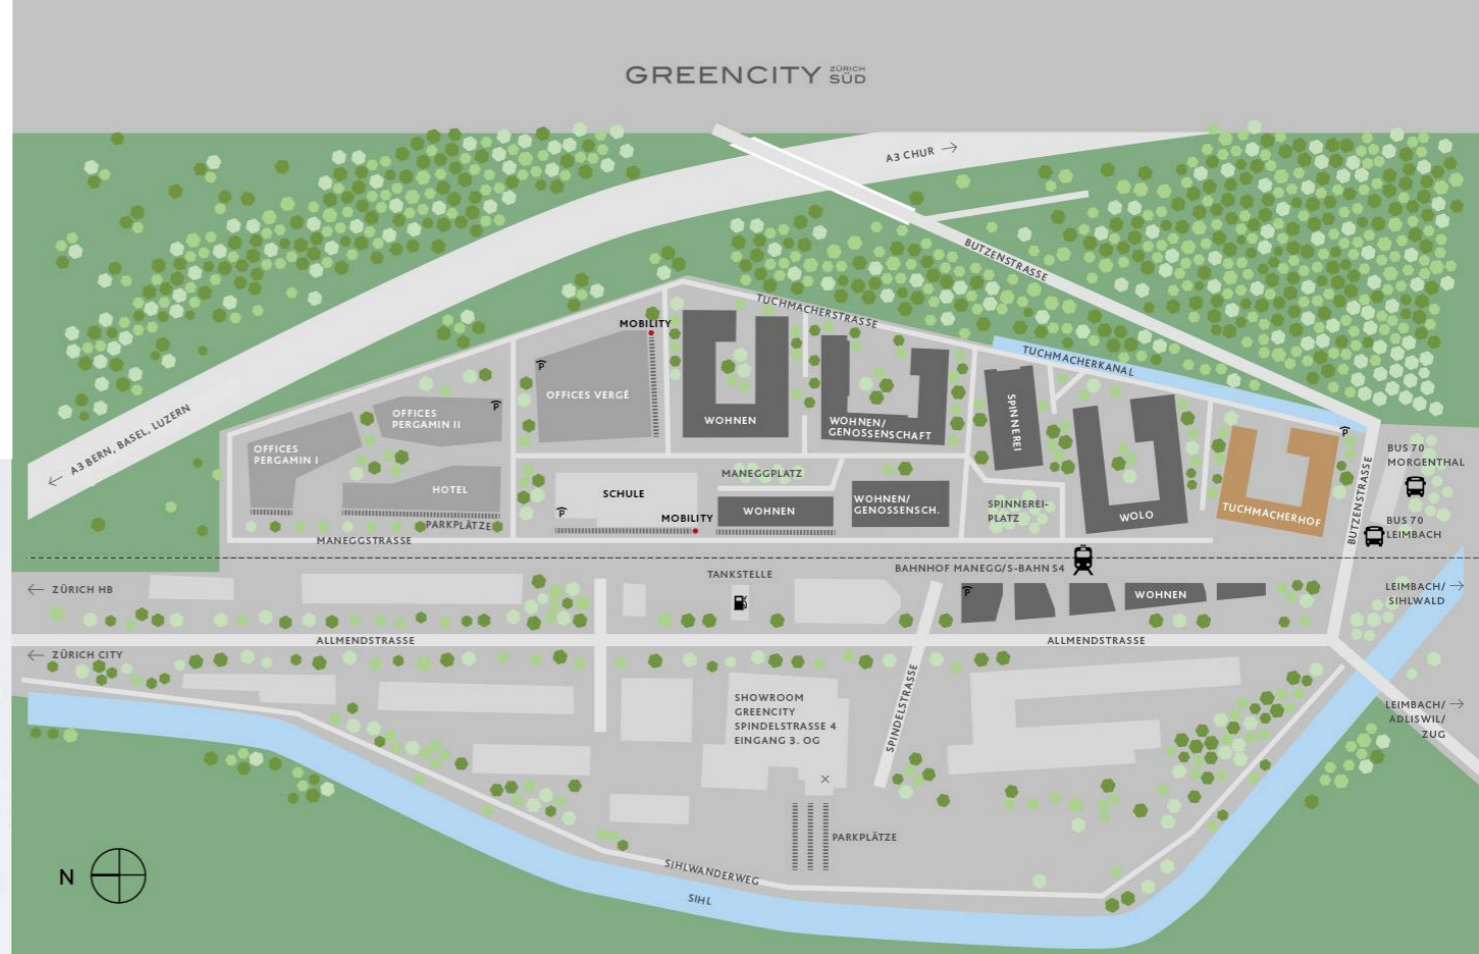 GREENCITY ZÜRICH SÜD
A3 CHUR →
BUTZENSTRASSE
TUCHMACHERSTRASSE
MOBILITY
TUCHMACHERKANAL
P
OFFICES VERGÉ
← A3 BERN, BASEL, LUZERN
OFFICES
PERGAMIN II
P
WOHNEN
WOHNEN/
GENOSSENSCHAFT
SPINNEREI
OFFICES
PERGAMIN I
P
BUS 70
MORGENTHAL
HOTEL
SCHULE
MANEGGPLATZ
WOHNEN
WOHNEN/
GENOSSENSCH.
SPINNEREI-
PLATZ
WOLO
TUCHMACHERHOF
BUTZENSTRASSE
BUS 70
LEIMBACH
P
MOBILITY
PARKPLÄTZE
MANEGGSTRASSE
BAHNHOF MANEGG/S-BAHN S4
TANKSTELLE
← ZÜRICH HB
P
WOHNEN
LEIMBACH/ →
SIHLWALD
ALLMENDSTRASSE
ALLMENDSTRASSE
← ZÜRICH CITY
SPINDELSTRASSE
SHOWROOM
GREENCITY
SPINDELSTRASSE 4
EINGANG 3. OG
LEIMBACH/ →
ADLISWIL/
ZUG
PARKPLÄTZE
SIHLWANDERWEG
SIHL
N